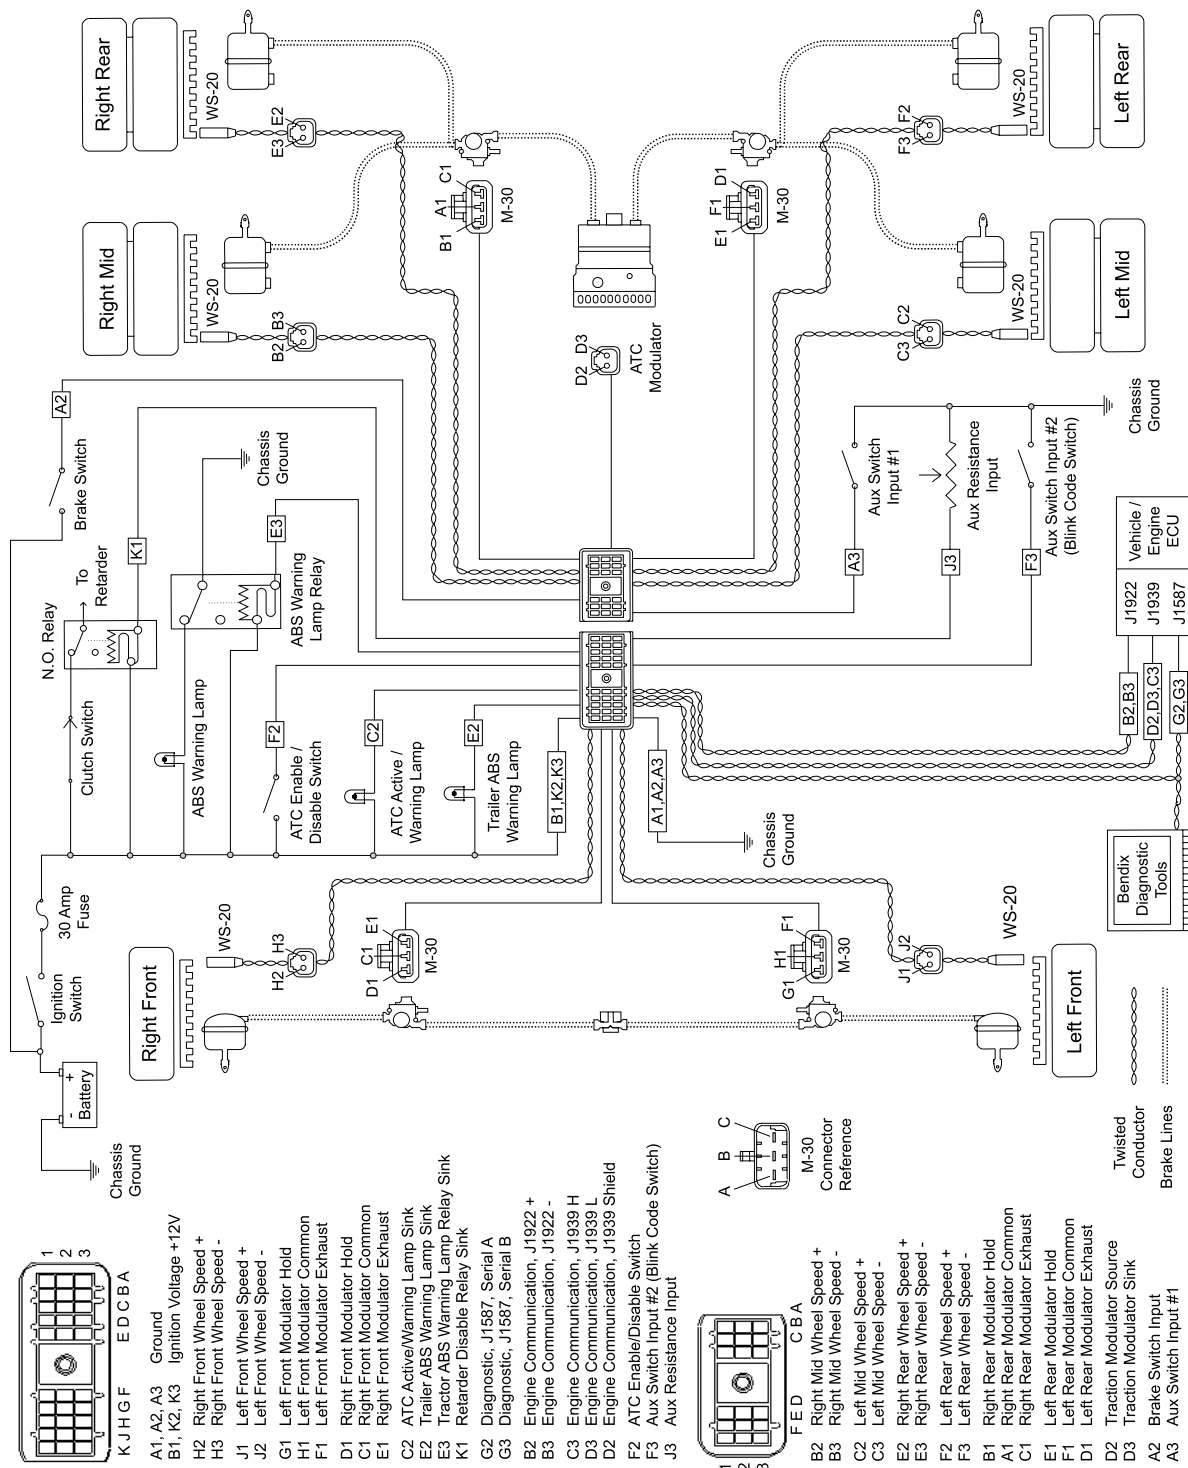 Right Rear
WS-20
E3 E2
Right Mid
WS-20
B2 B3
B1 A1 C1
M-30
E1 F1 D1
M-30
Left Rear
WS-20
F3 F2
Left Mid
WS-20
C3 C2
D2 D3
ATC
Modulator
A2
Brake Switch
To
Retarder
K1
N.O. Relay
Chassis
Ground
E3
ABS Warning
Lamp Relay
Clutch Switch
ABS Warning Lamp
F2
ATC Enable /
Disable Switch
C2
ATC Active /
Warning Lamp
E2
Trailer ABS
Warning Lamp
B1,K2,K3
A1,A2,A3
Chassis
Ground
Aux Switch
Input #1
A3
Aux Resistance
Input
J3
Aux Switch Input #2
(Blink Code Switch)
F3
Chassis
Ground
Vehicle /
Engine
ECU
J1922
J1939
J1587
B2,B3
D2,D3,C3
G2,G3
Bendix
Diagnostic
Tools
30 Amp
Fuse
Ignition
Switch
+
-
Battery
Chassis
Ground
Right Front
WS-20
H2 H3
D1 C1 E1
M-30
G1 H1 F1
M-30
J1 J2
WS-20
Left Front
Twisted
Conductor
Brake Lines
A B C
M-30
Connector
Reference
1
2
3
K J H G F E D C B A
A1, A2, A3 Ground
B1, K2, K3 Ignition Voltage +12V
H2 Right Front Wheel Speed +
H3 Right Front Wheel Speed -
J1 Left Front Wheel Speed +
J2 Left Front Wheel Speed -
G1 Left Front Modulator Hold
H1 Left Front Modulator Common
F1 Left Front Modulator Exhaust
D1 Right Front Modulator Hold
C1 Right Front Modulator Common
E1 Right Front Modulator Exhaust
C2 ATC Active/Warning Lamp Sink
E2 Trailer ABS Warning Lamp Sink
E3 Tractor ABS Warning Lamp Relay Sink
K1 Retarder Disable Relay Sink
G2 Diagnostic, J1587, Serial A
G3 Diagnostic, J1587, Serial B
B2 Engine Communication, J1922 +
B3 Engine Communication, J1922 -
C3 Engine Communication, J1939 H
D3 Engine Communication, J1939 L
D2 Engine Communication, J1939 Shield
F2 ATC Enable/Disable Switch
F3 Aux Switch Input #2 (Blink Code Switch)
J3 Aux Resistance Input
1
2
3
F E D C B A
B2 Right Mid Wheel Speed +
B3 Right Mid Wheel Speed -
C2 Left Mid Wheel Speed +
C3 Left Mid Wheel Speed -
E2 Right Rear Wheel Speed +
E3 Right Rear Wheel Speed -
F2 Left Rear Wheel Speed +
F3 Left Rear Wheel Speed -
B1 Right Rear Modulator Hold
A1 Right Rear Modulator Common
C1 Right Rear Modulator Exhaust
E1 Left Rear Modulator Hold
F1 Left Rear Modulator Common
D1 Left Rear Modulator Exhaust
D2 Traction Modulator Source
D3 Traction Modulator Sink
A2 Brake Switch Input
A3 Aux Switch Input #1